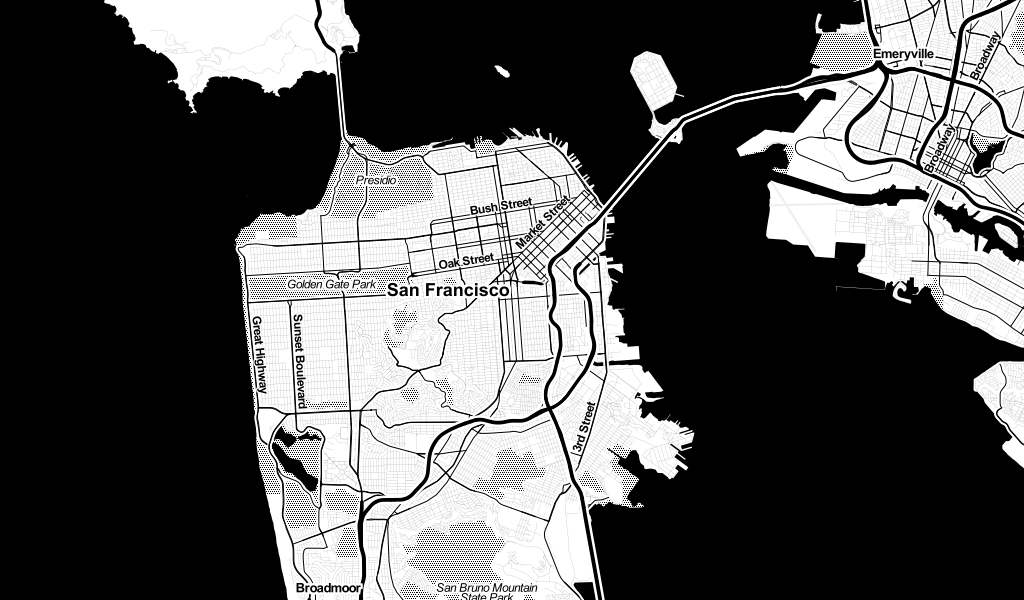 Emeryville
Broadway
Broadway
Presidio
Bush Street
Market Street
Oak Street
Golden Gate Park
San Francisco
Great Highway
Sunset Boulevard
3rd Street
Broadmoor
San Bruno Mountain
State Park